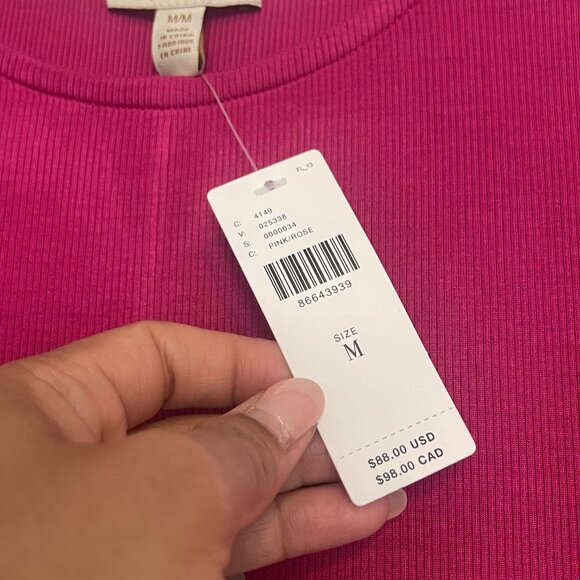 M/M
MADE
IN CHINA
FABRIQUÉ
EN CHINE
FL_13
C: 4149
V: 025338
S: 0000034
C: PINK/ROSE
86643939
SIZE
M
$88.00 USD
$98.00 CAD